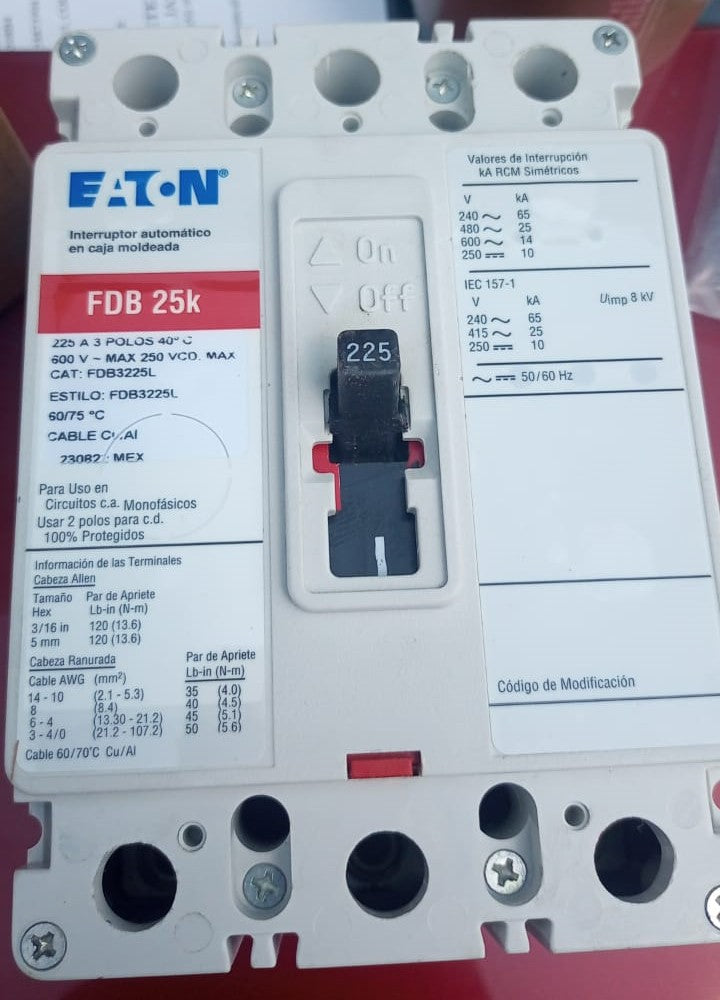 EATON®
Interruptor automático
en caja moldeada
FDB 25k
225 A 3 POLOS 40° C
600 V ~ MAX 250 VCD. MAX
CAT: FDB3225L
ESTILO: FDB3225L
60/75 °C
CABLE Cu/Al
MEX
Para Uso en
Circuitos c.a. Monofásicos
Usar 2 polos para c.d.
100% Protegidos
Información de las Terminales
Cabeza Allen
Tamaño Par de Apriete
Hex Lb-in (N-m)
3/16 in 120 (13.6)
5 mm 120 (13.6)
Cabeza Ranurada Par de Apriete
Cable AWG (mm²) Lb-in (N-m)
14 - 10 (2.1 - 5.3) 35 (4.0)
8 (8.4) 40 (4.5)
6 - 4 (13.30 - 21.2) 45 (5.1)
3 - 4/0 (21.2 - 107.2) 50 (5.6)
Cable 60/70°C Cu/Al
On
Off
225
Valores de Interrupción
kA RCM Simétricos
V kA
240 ~ 65
480 ~ 25
600 ~ 14
250 ⎓ 10
IEC 157-1
V kA Uimp 8 kV
240 ~ 65
415 ~ 25
250 ⎓ 10
~ ⎓ 50/60 Hz
Código de Modificación